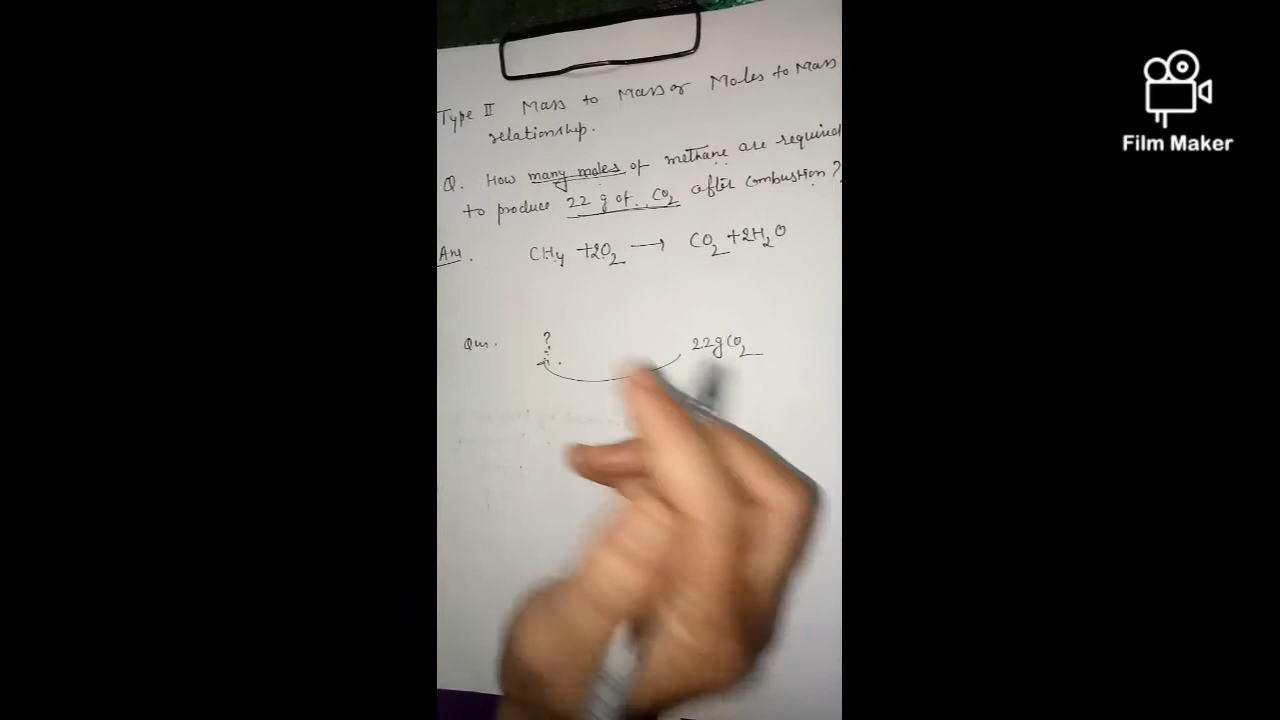 Type II Mass to Mass or Moles to Mass
relationship.
Q. How many moles of methane are required
to produce 22 g of CO2 after combustion?
Ans. CH4 + 2O2 → CO2 + 2H2O
Qus. ? 22g CO2
Film Maker